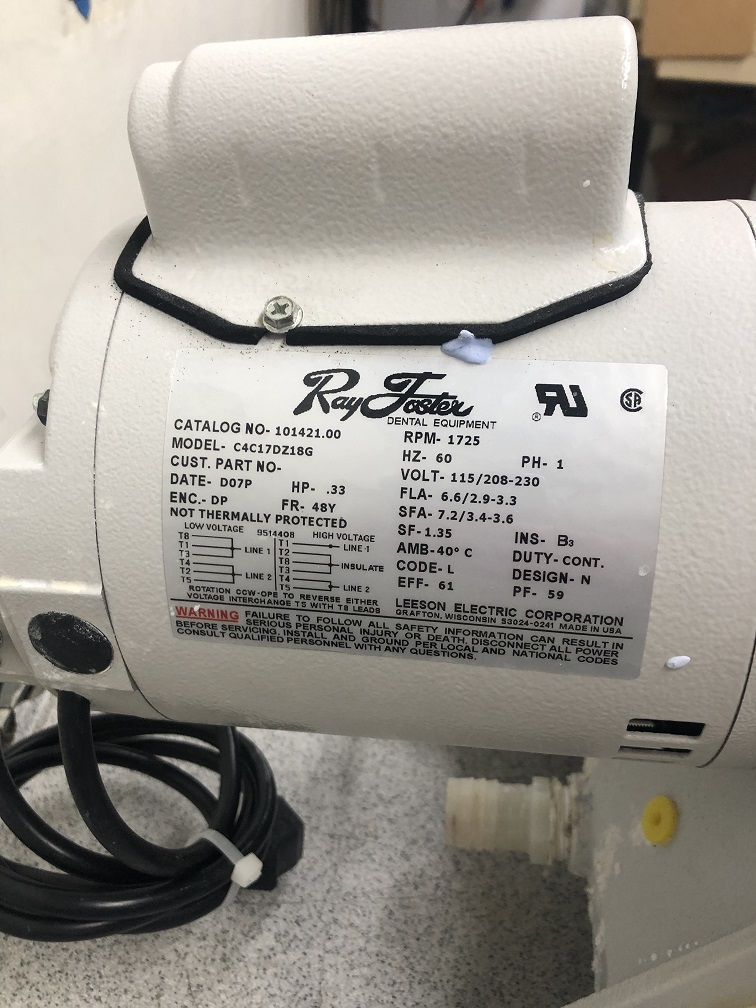 Ray Foster
DENTAL EQUIPMENT
CATALOG NO- 101421.00
MODEL- C4C17DZ18G
CUST. PART NO-
DATE- D07P HP- .33
ENC.- DP FR- 48Y
NOT THERMALLY PROTECTED
RPM- 1725
HZ- 60 PH- 1
VOLT- 115/208-230
FLA- 6.6/2.9-3.3
SFA- 7.2/3.4-3.6
SF- 1.35 INS- B3
AMB-40° C DUTY- CONT.
CODE- L DESIGN- N
EFF- 61 PF- 59
LOW VOLTAGE 9514408 HIGH VOLTAGE
T8 T1
T1 LINE 1 T2 LINE 1
T3 T8 INSULATE
T4 T3
T2 LINE 2 T4 LINE 2
T5 T5
ROTATION CCW-OPE TO REVERSE EITHER
VOLTAGE INTERCHANGE T5 WITH T8 LEADS
LEESON ELECTRIC CORPORATION
GRAFTON, WISCONSIN 53024-0241 MADE IN USA
WARNING FAILURE TO FOLLOW ALL SAFETY INFORMATION CAN RESULT IN
SERIOUS PERSONAL INJURY OR DEATH. DISCONNECT ALL POWER
BEFORE SERVICING. INSTALL AND GROUND PER LOCAL AND NATIONAL CODES
CONSULT QUALIFIED PERSONNEL WITH ANY QUESTIONS.